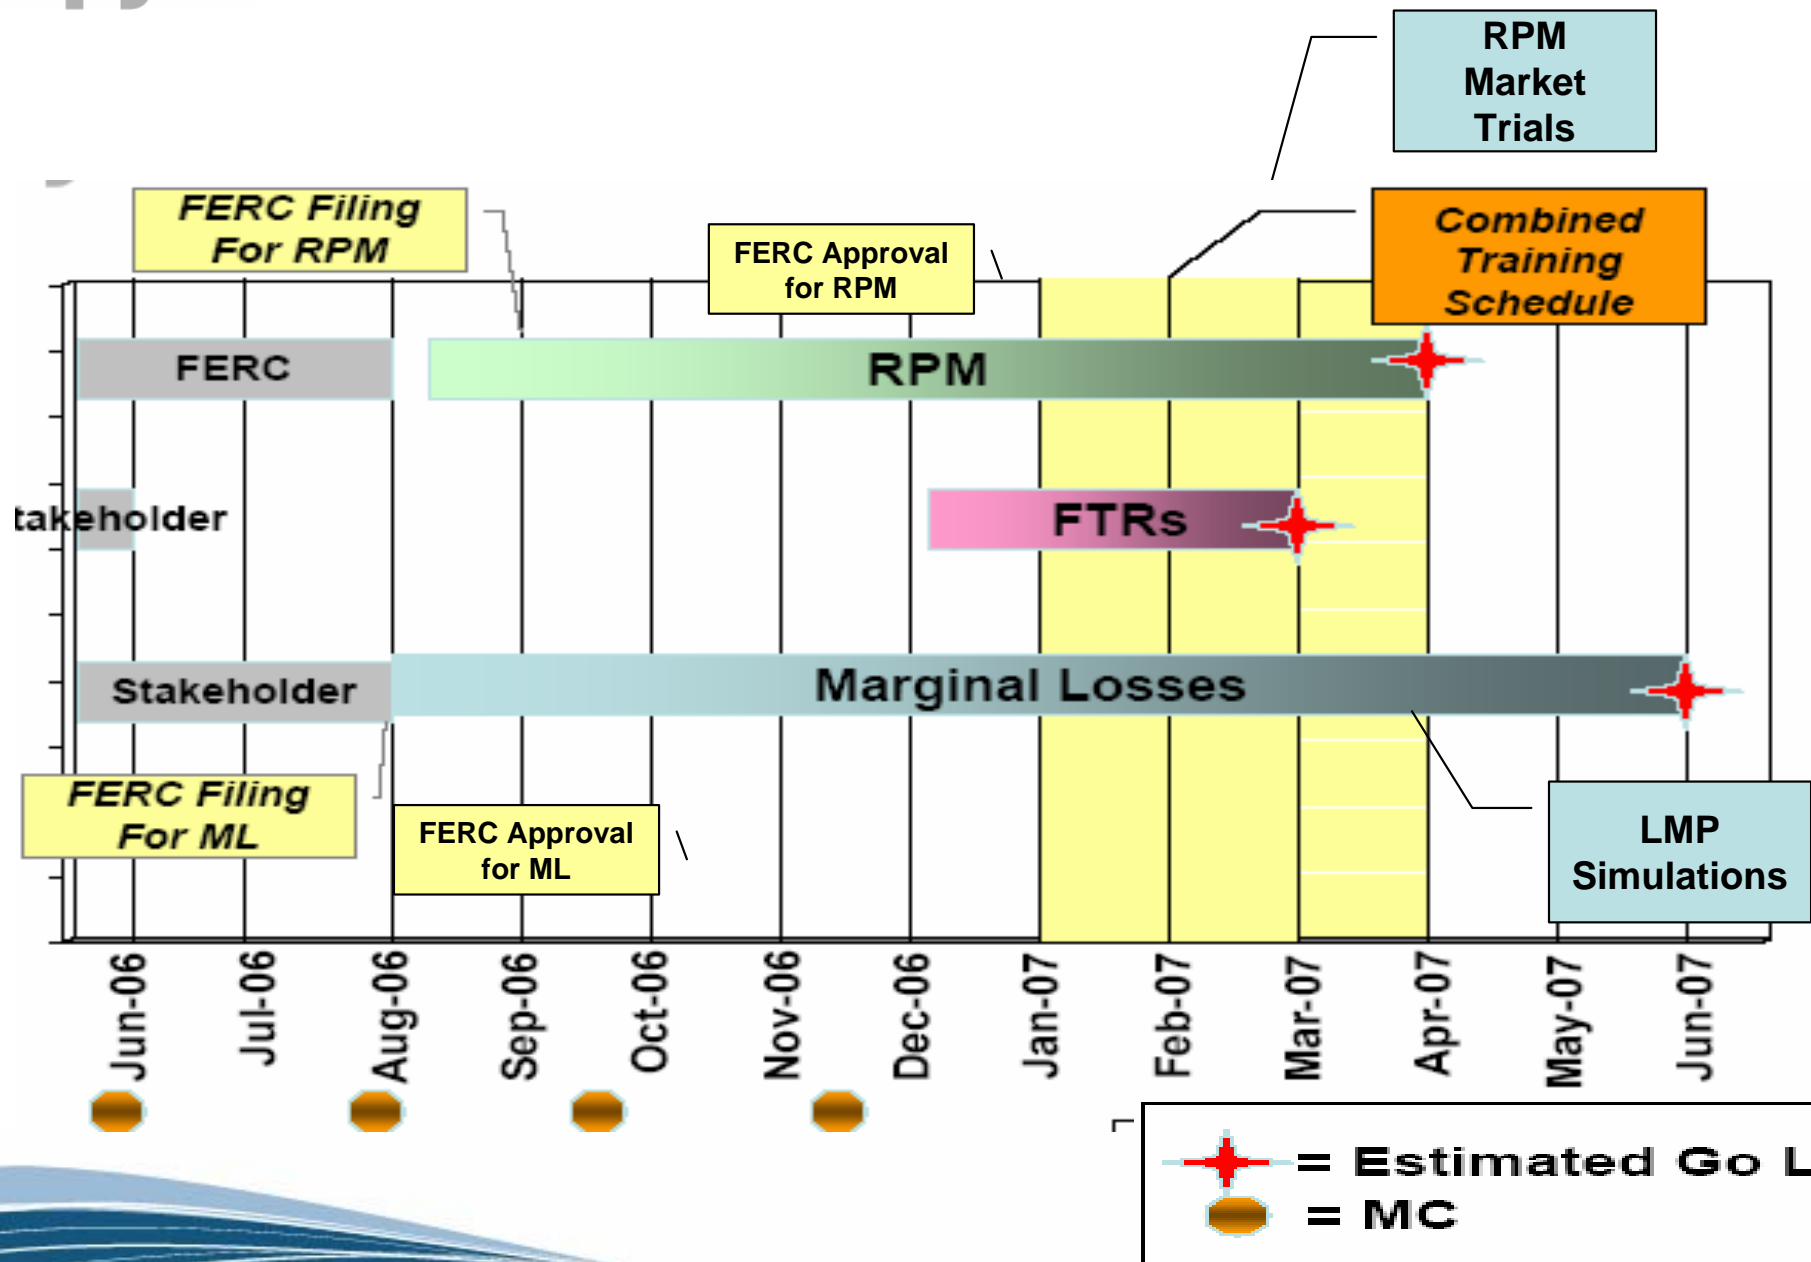 RPM
Market
Trials
FERC Filing
For RPM
FERC Approval
for RPM
Combined
Training
Schedule
FERC
RPM
takeholder
FTRs
Stakeholder
Marginal Losses
FERC Filing
For ML
FERC Approval
for ML
LMP
Simulations
Jun-06
Jul-06
Aug-06
Sep-06
Oct-06
Nov-06
Dec-06
Jan-07
Feb-07
Mar-07
Apr-07
May-07
Jun-07
= Estimated Go L
= MC